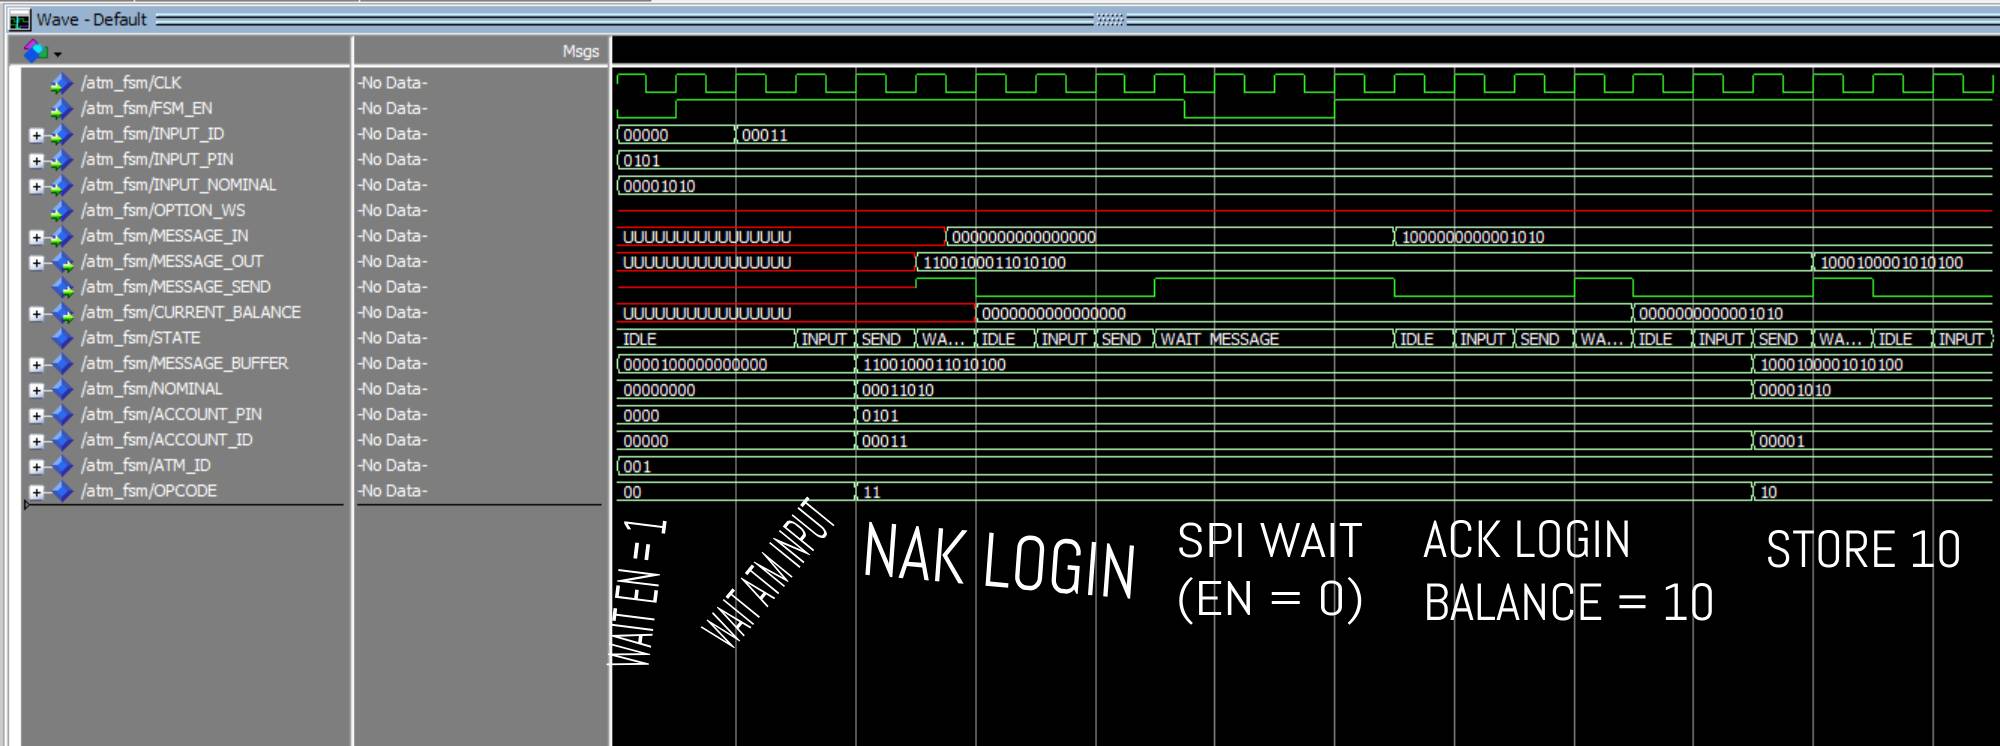 Wave - Default
Msgs
/atm_fsm/CLK -No Data-
/atm_fsm/FSM_EN -No Data-
/atm_fsm/INPUT_ID -No Data- 00000 00011
/atm_fsm/INPUT_PIN -No Data- 0101
/atm_fsm/INPUT_NOMINAL -No Data- 00001010
/atm_fsm/OPTION_WS -No Data-
/atm_fsm/MESSAGE_IN -No Data- UUUUUUUUUUUUUUUU 0000000000000000 1000000000001010
/atm_fsm/MESSAGE_OUT -No Data- UUUUUUUUUUUUUUUU 1100100011010100 1000100001010100
/atm_fsm/MESSAGE_SEND -No Data-
/atm_fsm/CURRENT_BALANCE -No Data- UUUUUUUUUUUUUUUU 0000000000000000 0000000000001010
/atm_fsm/STATE -No Data- IDLE INPUT SEND WA... IDLE INPUT SEND WAIT_MESSAGE IDLE INPUT SEND WA... IDLE INPUT SEND WA... IDLE INPUT
/atm_fsm/MESSAGE_BUFFER -No Data- 0000100000000000 1100100011010100 1000100001010100
/atm_fsm/NOMINAL -No Data- 00000000 00011010 00001010
/atm_fsm/ACCOUNT_PIN -No Data- 0000 0101
/atm_fsm/ACCOUNT_ID -No Data- 00000 00011 00001
/atm_fsm/ATM_ID -No Data- 001
/atm_fsm/OPCODE -No Data- 00 11 10
WAIT EN = 1
WAIT ATM INPUT
NAK LOGIN
SPI WAIT
(EN = 0)
ACK LOGIN
BALANCE = 10
STORE 10